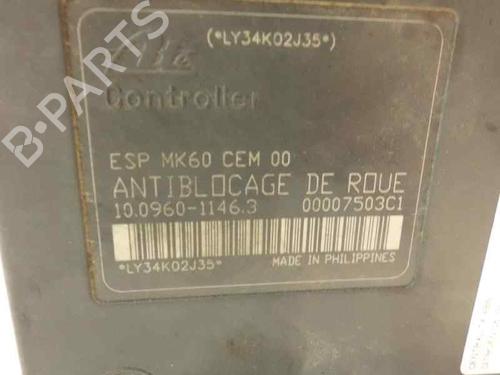 (*LY34K02J35*)
Ate
Controller
ESP MK60 CEM 00
ANTIBLOCAGE DE ROUE
10.0960-1146.3 00007503C1
*LY34K02J35*
MADE IN PHILIPPINES
B-PARTS